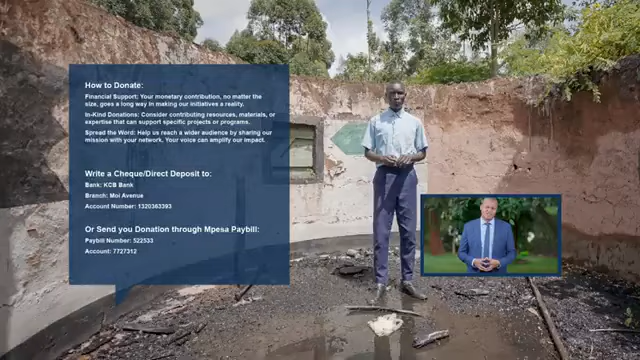 How to Donate:
Financial Support: Your monetary contribution, no matter the
size, goes a long way in making our initiatives a reality.
In-Kind Donations: Consider contributing resources, materials, or
expertise that can support specific projects or programs.
Spread the Word: Help us reach a wider audience by sharing our
mission with your network. Your voice can amplify our impact.
Write a Cheque/Direct Deposit to:
Bank: KCB Bank
Branch: Moi Avenue
Account Number: 1320363393
Or Send you Donation through Mpesa Paybill:
Paybill Number: 522533
Account: 7727312